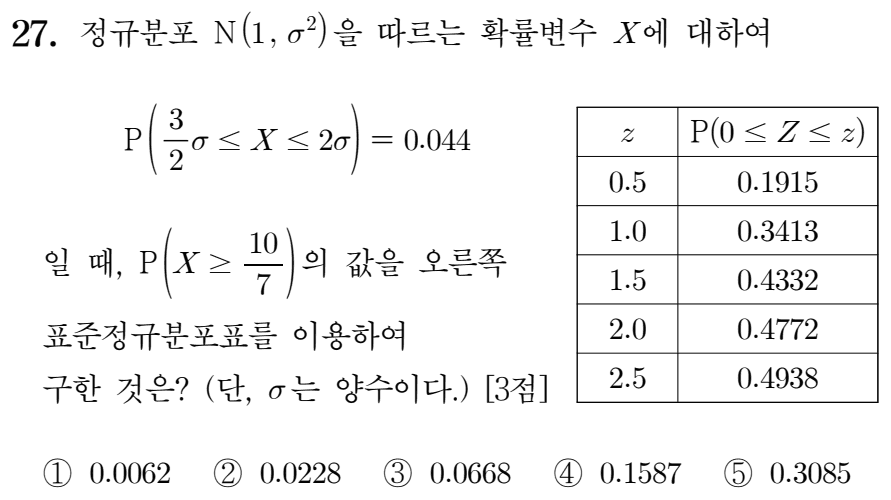 27. 정규분포 N(1, σ²)을 따르는 확률변수 X에 대하여
P(3/2 σ ≤ X ≤ 2σ) = 0.044
일 때, P(X ≥ 10/7)의 값을 오른쪽
표준정규분포표를 이용하여
구한 것은? (단, σ는 양수이다.) [3점]
z P(0 ≤ Z ≤ z)
0.5 0.1915
1.0 0.3413
1.5 0.4332
2.0 0.4772
2.5 0.4938
① 0.0062 ② 0.0228 ③ 0.0668 ④ 0.1587 ⑤ 0.3085